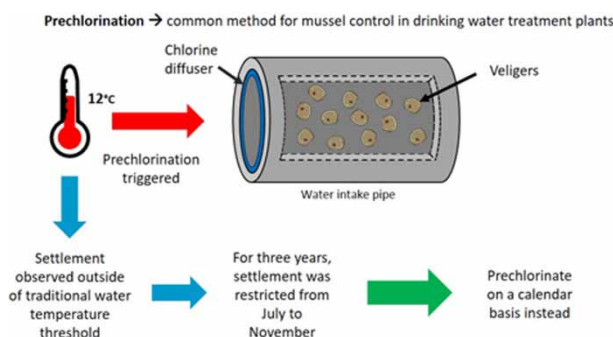 Prechlorination → common method for mussel control in drinking water treatment plants
Chlorine
diffuser
Veligers
12°C
Prechlorination
triggered
Water intake pipe
Settlement
observed outside
of traditional water
temperature
threshold
For three years,
settlement was
restricted from
July to
November
Prechlorinate
on a calendar
basis instead